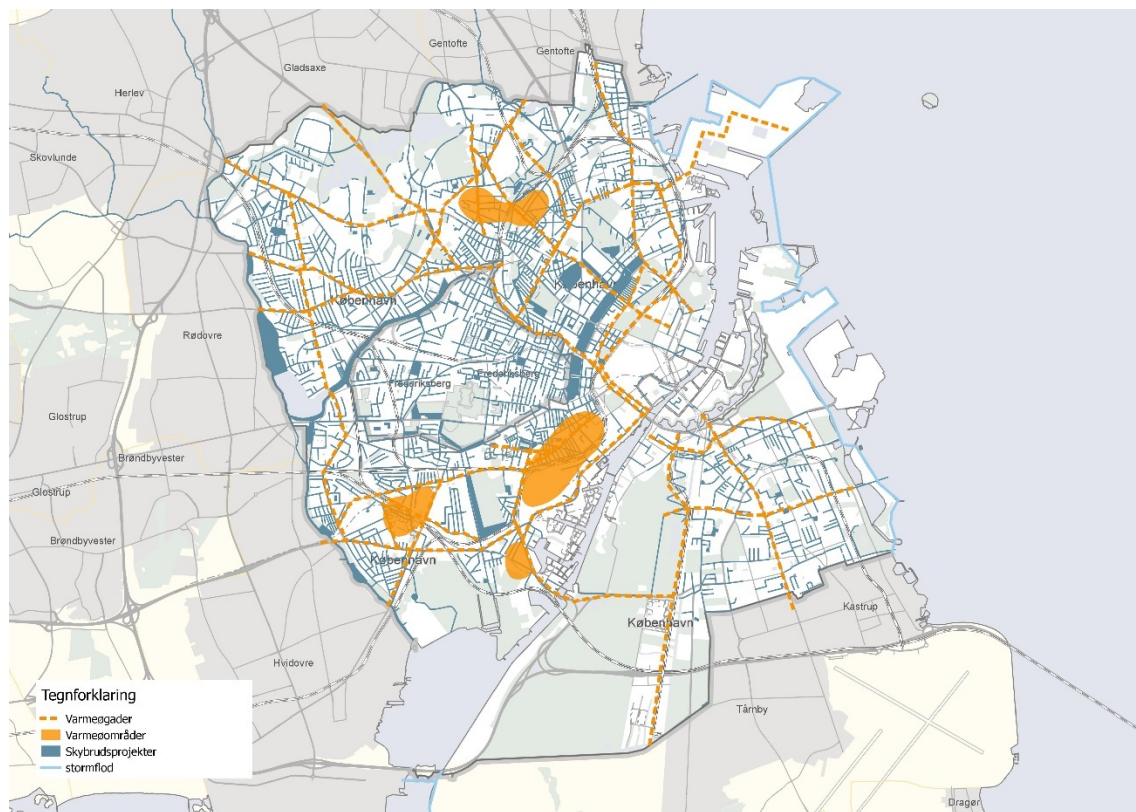 Gentofte
Gentofte
Gladsaxe
Herlev
Skovlunde
København
København
Rødovre
Frederiksberg
Frederiksberg
Glostrup
Brøndbyvester
Glostrup
Brøndbyvester
København
København
Kastrup
Hvidovre
Tårnby
Dragør
Tegnforklaring
Varmeøgader
Varmeøområder
Skybrudsprojekter
stormflod